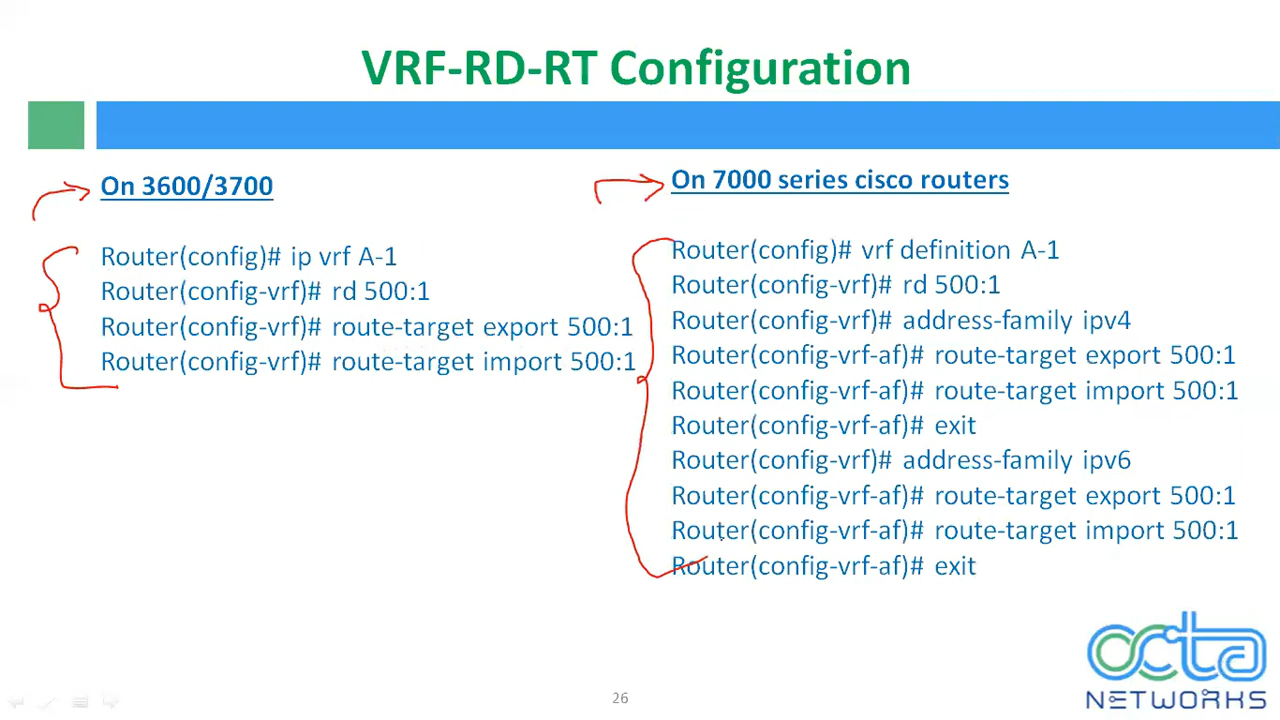 VRF-RD-RT Configuration
On 3600/3700
Router(config)# ip vrf A-1
Router(config-vrf)# rd 500:1
Router(config-vrf)# route-target export 500:1
Router(config-vrf)# route-target import 500:1
On 7000 series cisco routers
Router(config)# vrf definition A-1
Router(config-vrf)# rd 500:1
Router(config-vrf)# address-family ipv4
Router(config-vrf-af)# route-target export 500:1
Router(config-vrf-af)# route-target import 500:1
Router(config-vrf-af)# exit
Router(config-vrf)# address-family ipv6
Router(config-vrf-af)# route-target export 500:1
Router(config-vrf-af)# route-target import 500:1
Router(config-vrf-af)# exit
octa
NETWORKS
26